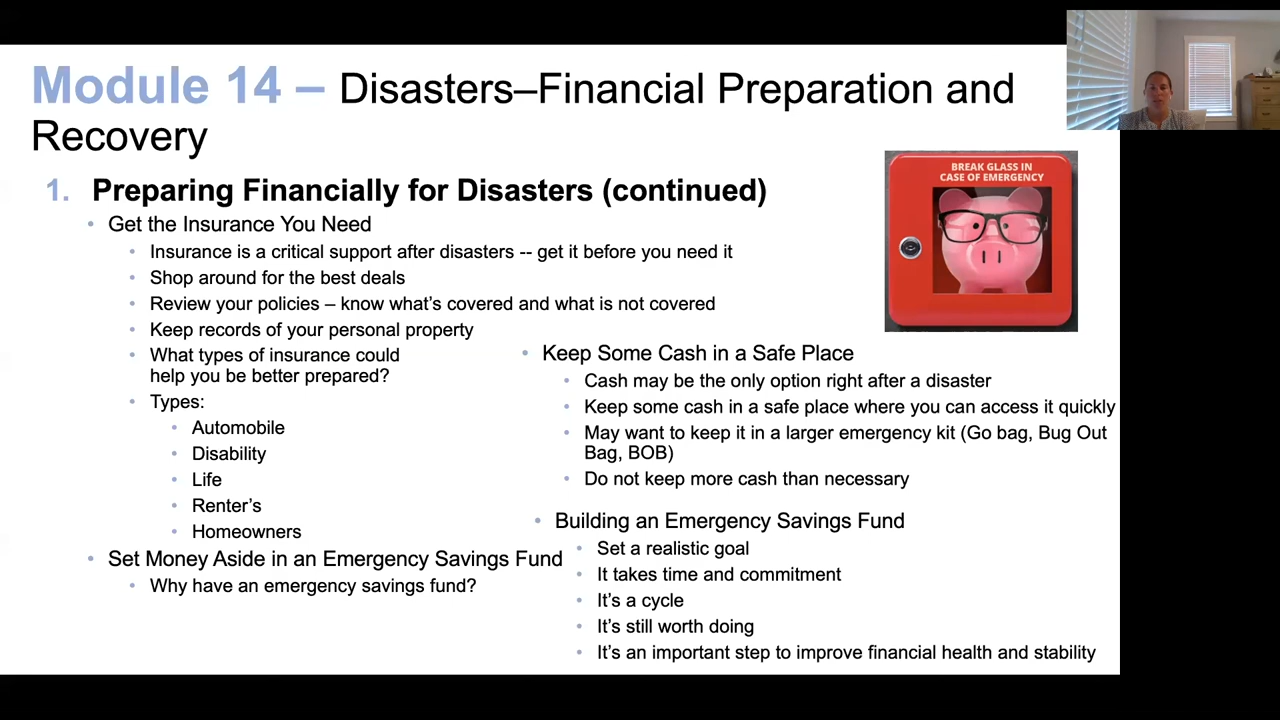 Module 14 – Disasters–Financial Preparation and
Recovery
BREAK GLASS IN
CASE OF EMERGENCY
1. Preparing Financially for Disasters (continued)
• Get the Insurance You Need
• Insurance is a critical support after disasters -- get it before you need it
• Shop around for the best deals
• Review your policies – know what’s covered and what is not covered
• Keep records of your personal property
• What types of insurance could
help you be better prepared?
• Types:
• Automobile
• Disability
• Life
• Renter’s
• Homeowners
• Set Money Aside in an Emergency Savings Fund
• Why have an emergency savings fund?
• Keep Some Cash in a Safe Place
• Cash may be the only option right after a disaster
• Keep some cash in a safe place where you can access it quickly
• May want to keep it in a larger emergency kit (Go bag, Bug Out
Bag, BOB)
• Do not keep more cash than necessary
• Building an Emergency Savings Fund
• Set a realistic goal
• It takes time and commitment
• It’s a cycle
• It’s still worth doing
• It’s an important step to improve financial health and stability